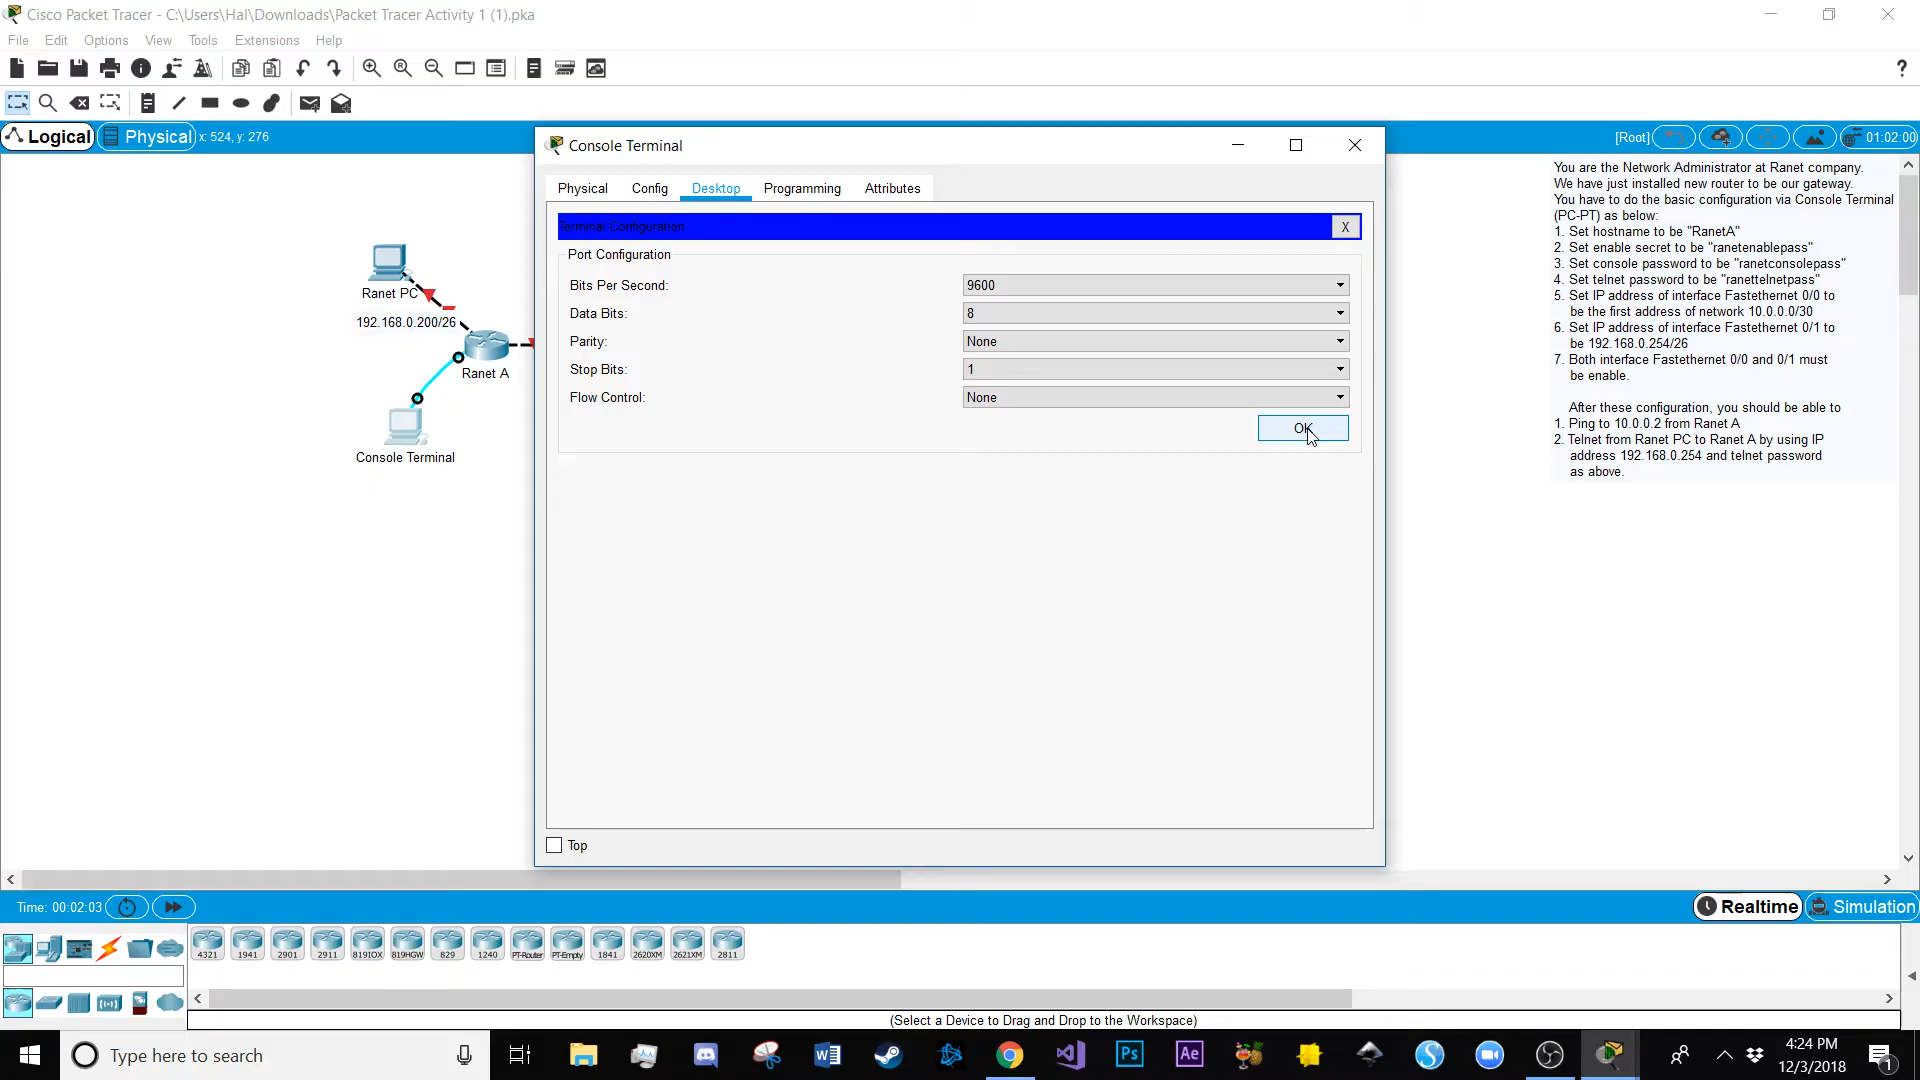 Cisco Packet Tracer - C:\Users\Hal\Downloads\Packet Tracer Activity 1 (1).pka
File Edit Options View Tools Extensions Help
Logical Physical x: 524, y: 276
[Root] 01:02:00
Console Terminal
Physical Config Desktop Programming Attributes
Terminal Configuration X
Port Configuration
Bits Per Second: 9600
Data Bits: 8
Parity: None
Stop Bits: 1
Flow Control: None
OK
Top
Ranet PC
192.168.0.200/26
Ranet A
Console Terminal
You are the Network Administrator at Ranet company.
We have just installed new router to be our gateway.
You have to do the basic configuration via Console Terminal
(PC-PT) as below:
1. Set hostname to be "RanetA"
2. Set enable secret to be "ranetenablepass"
3. Set console password to be "ranetconsolepass"
4. Set telnet password to be "ranettelnetpass"
5. Set IP address of interface Fastethernet 0/0 to
be the first address of network 10.0.0.0/30
6. Set IP address of interface Fastethernet 0/1 to
be 192.168.0.254/26
7. Both interface Fastethernet 0/0 and 0/1 must
be enable.
After these configuration, you should be able to
1. Ping to 10.0.0.2 from Ranet A
2. Telnet from Ranet PC to Ranet A by using IP
address 192.168.0.254 and telnet password
as above.
Time: 00:02:03
Realtime Simulation
4321 1941 2901 2911 819IOX 819HGW 829 1240 PT-Router PT-Empty 1841 2620XM 2621XM 2811
(Select a Device to Drag and Drop to the Workspace)
Type here to search
Ps Ae
4:24 PM
12/3/2018
1